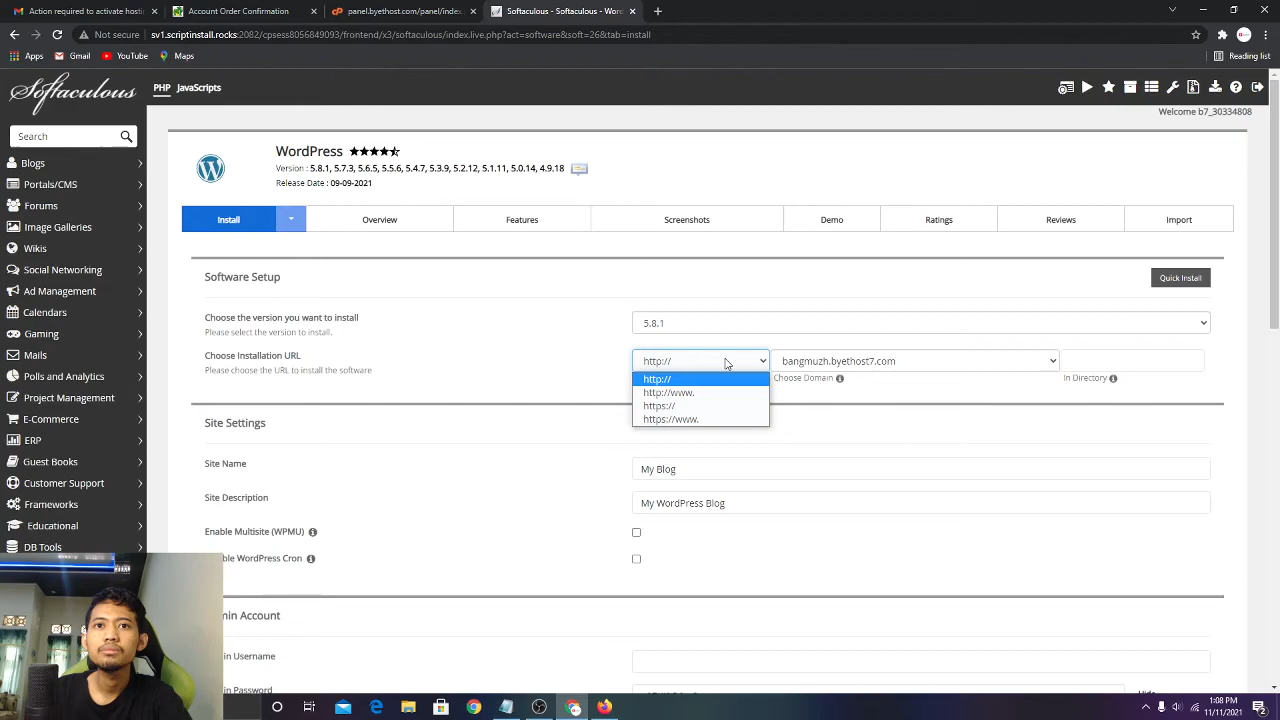 Action required to activate hosti
Account Order Confirmation
panel.byethost.com/panel/index
Softaculous - Softaculous - Wor
Not secure
sv1.scriptinstall.rocks:2082/cpsess8056849093/frontend/x3/softaculous/index.live.php?act=software&soft=26&tab=install
Apps
Gmail
YouTube
Maps
Reading list
Softaculous
PHP
JavaScripts
Welcome b7_30334808
Search
Blogs
Portals/CMS
Forums
Image Galleries
Wikis
Social Networking
Ad Management
Calendars
Gaming
Mails
Polls and Analytics
E-Commerce
ERP
Guest Books
Customer Support
Frameworks
Educational
DB Tools
WordPress
Version : 5.8.1, 5.7.3, 5.6.5, 5.5.6, 5.4.7, 5.3.9, 5.2.12, 5.1.11, 5.0.14, 4.9.18
Release Date : 09-09-2021
Install
Overview
Features
Screenshots
Demo
Ratings
Reviews
Import
Software Setup
Quick Install
Choose the version you want to install
Please select the version to install.
5.8.1
Choose Installation URL
Please choose the URL to install the software
http://
bangmuzh.byethost7.com
http://
http://www.
https://
https://www.
Choose Domain
In Directory
Site Settings
Site Name
My Blog
Site Description
My WordPress Blog
Enable Multisite (WPMU)
ble WordPress Cron
min Account
in Username
in Password
Hide
1:08 PM
11/11/2021